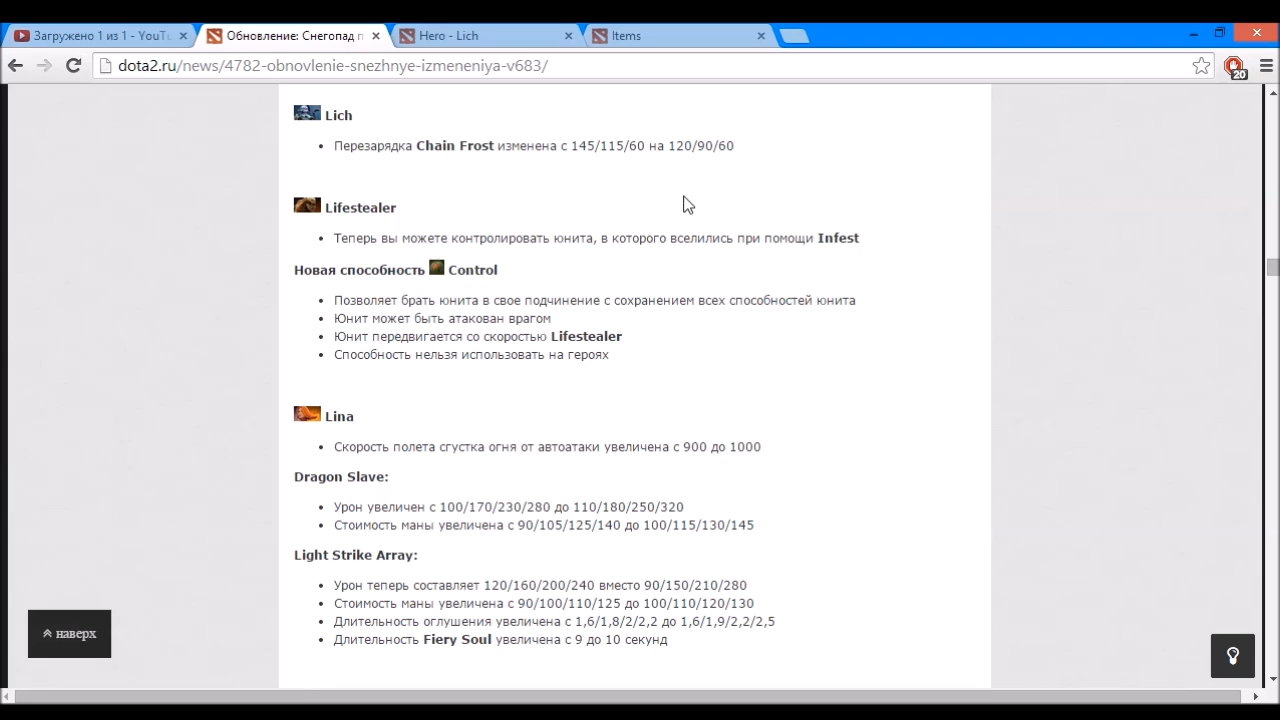 Загружено 1 из 1 - YouTu
Обновление: Снегопад п
Hero - Lich
Items
dota2.ru/news/4782-obnovlenie-snezhnye-izmeneniya-v683/
20
Lich
Перезарядка Chain Frost изменена с 145/115/60 на 120/90/60
Lifestealer
Теперь вы можете контролировать юнита, в которого вселились при помощи Infest
Новая способность Control
Позволяет брать юнита в свое подчинение с сохранением всех способностей юнита
Юнит может быть атакован врагом
Юнит передвигается со скоростью Lifestealer
Способность нельзя использовать на героях
Lina
Скорость полета сгустка огня от автоатаки увеличена с 900 до 1000
Dragon Slave:
Урон увеличен с 100/170/230/280 до 110/180/250/320
Стоимость маны увеличена с 90/105/125/140 до 100/115/130/145
Light Strike Array:
Урон теперь составляет 120/160/200/240 вместо 90/150/210/280
Стоимость маны увеличена с 90/100/110/125 до 100/110/120/130
Длительность оглушения увеличена с 1,6/1,8/2/2,2 до 1,6/1,9/2,2/2,5
Длительность Fiery Soul увеличена с 9 до 10 секунд
наверх